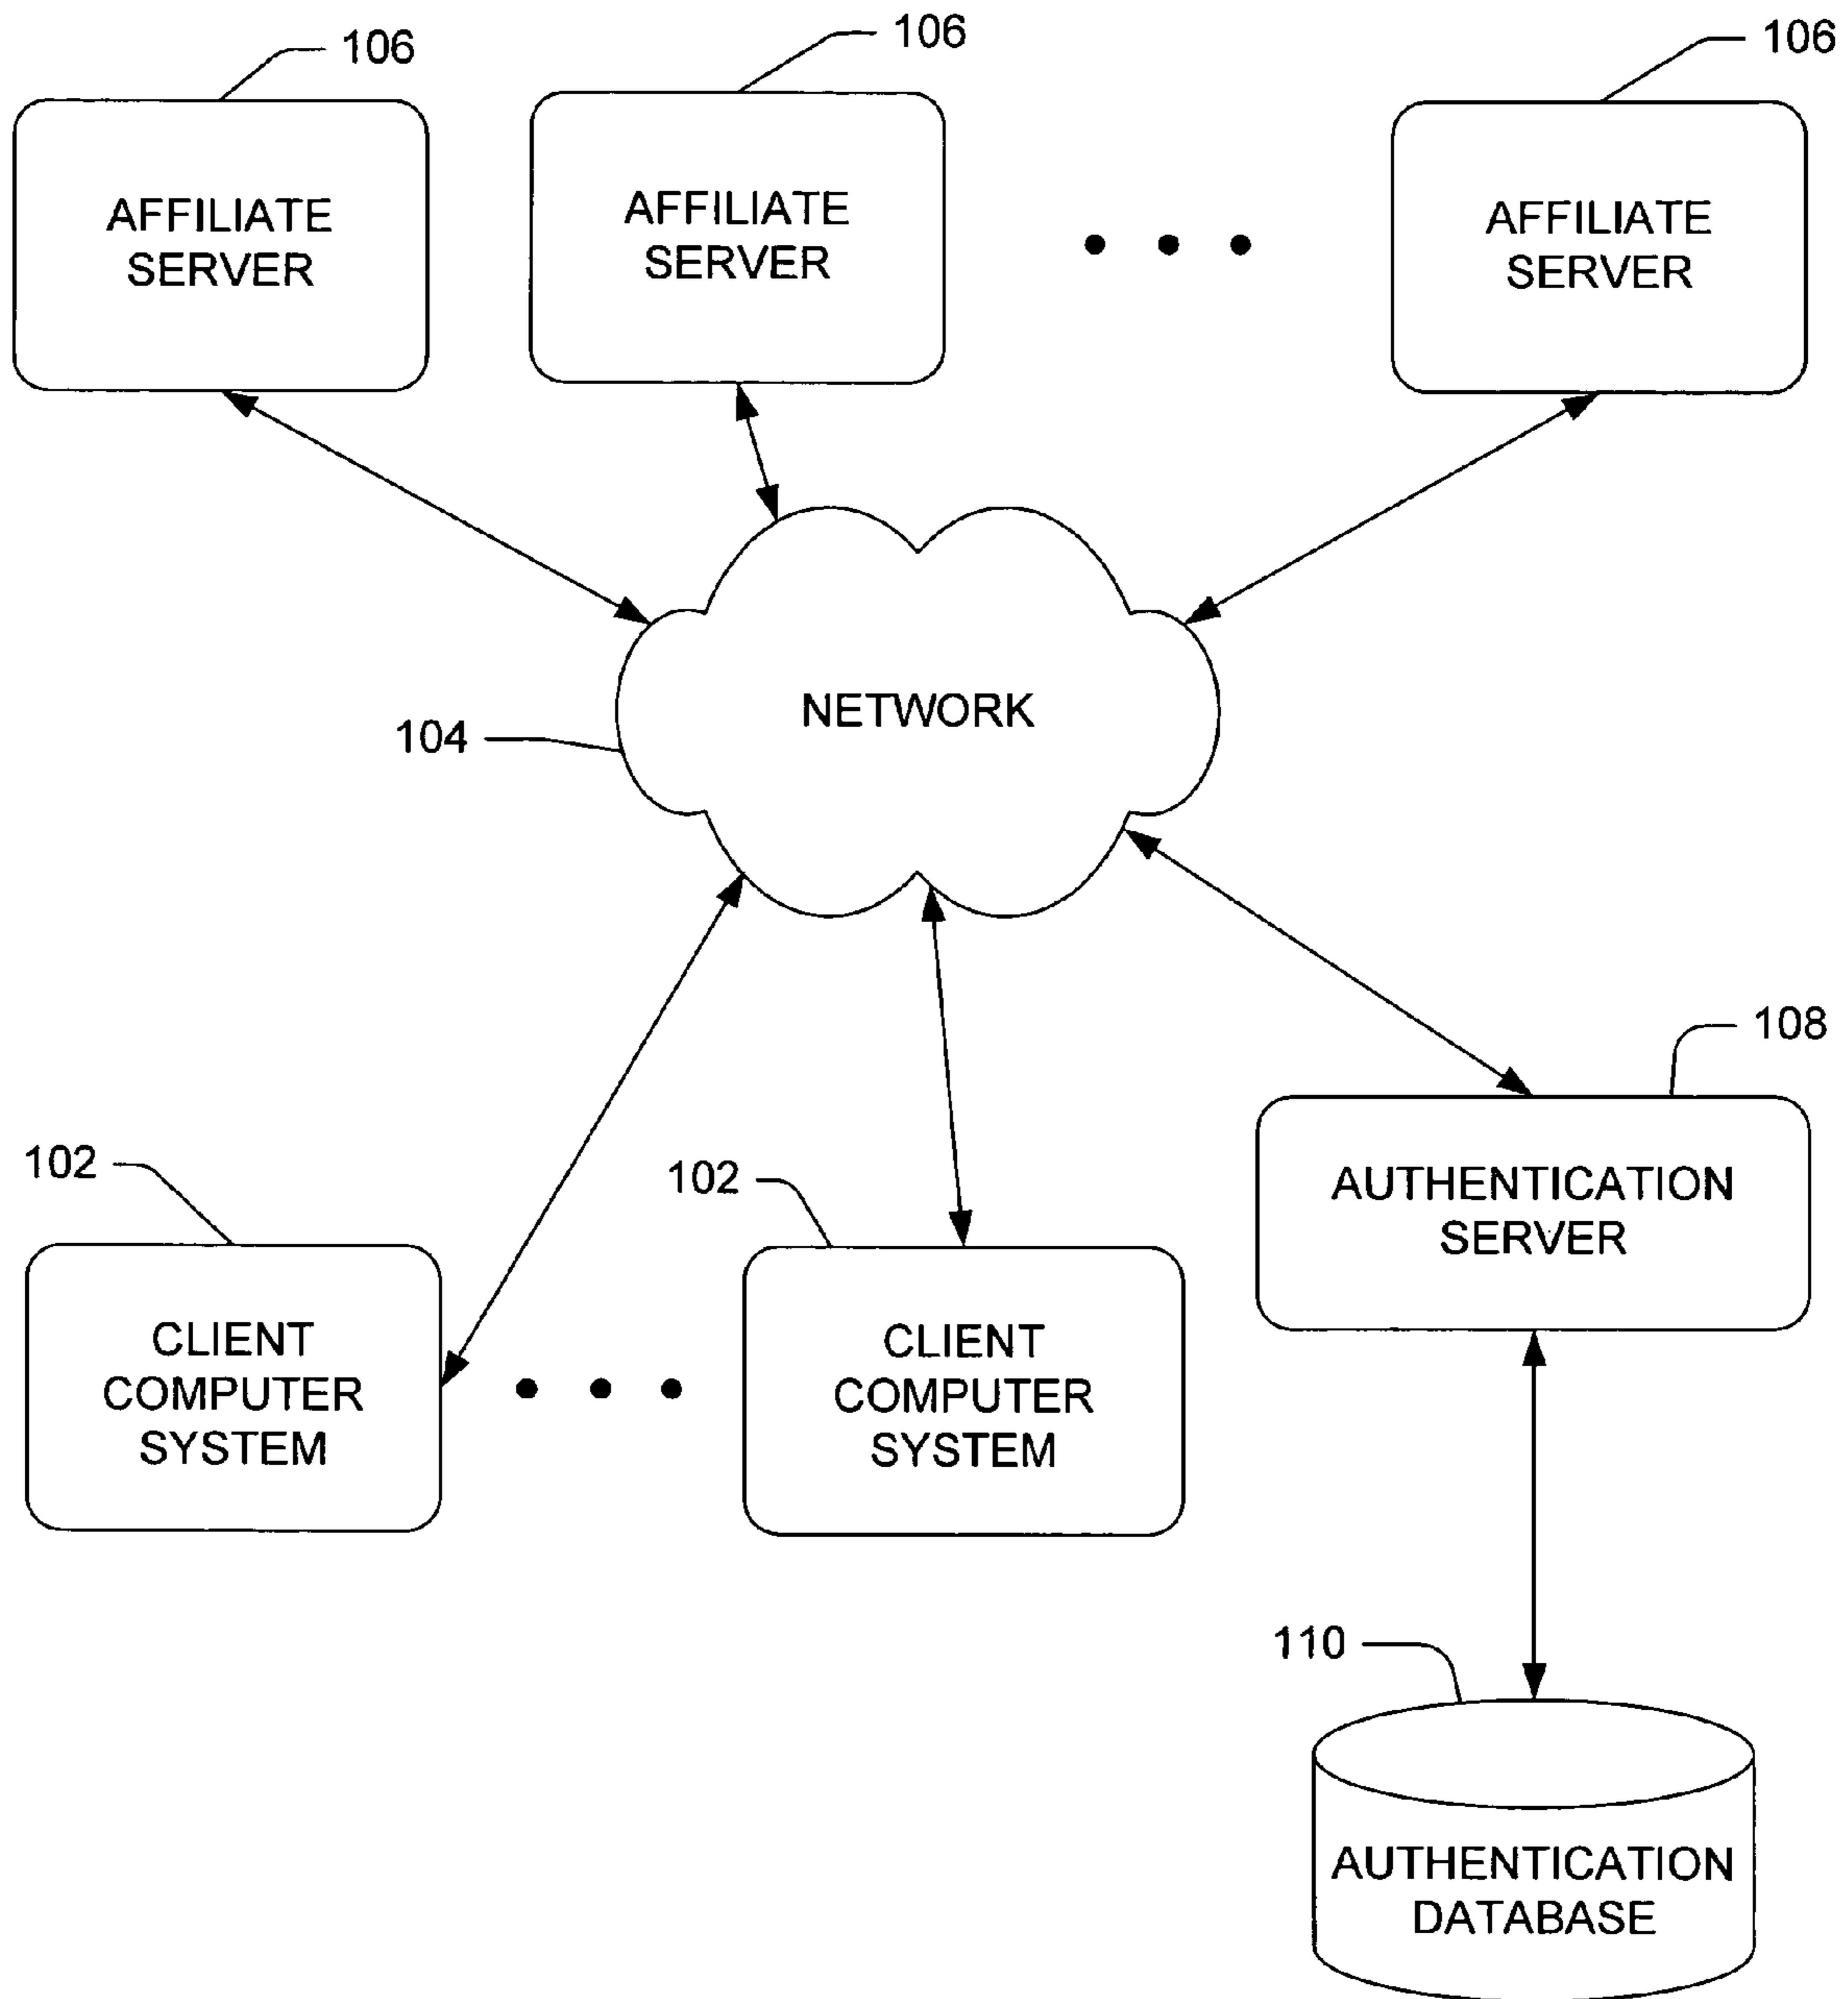 106
106
106
AFFILIATE
SERVER
AFFILIATE
SERVER
AFFILIATE
SERVER
NETWORK
104
108
102
102
AUTHENTICATION
SERVER
CLIENT
COMPUTER
SYSTEM
CLIENT
COMPUTER
SYSTEM
110
AUTHENTICATION
DATABASE